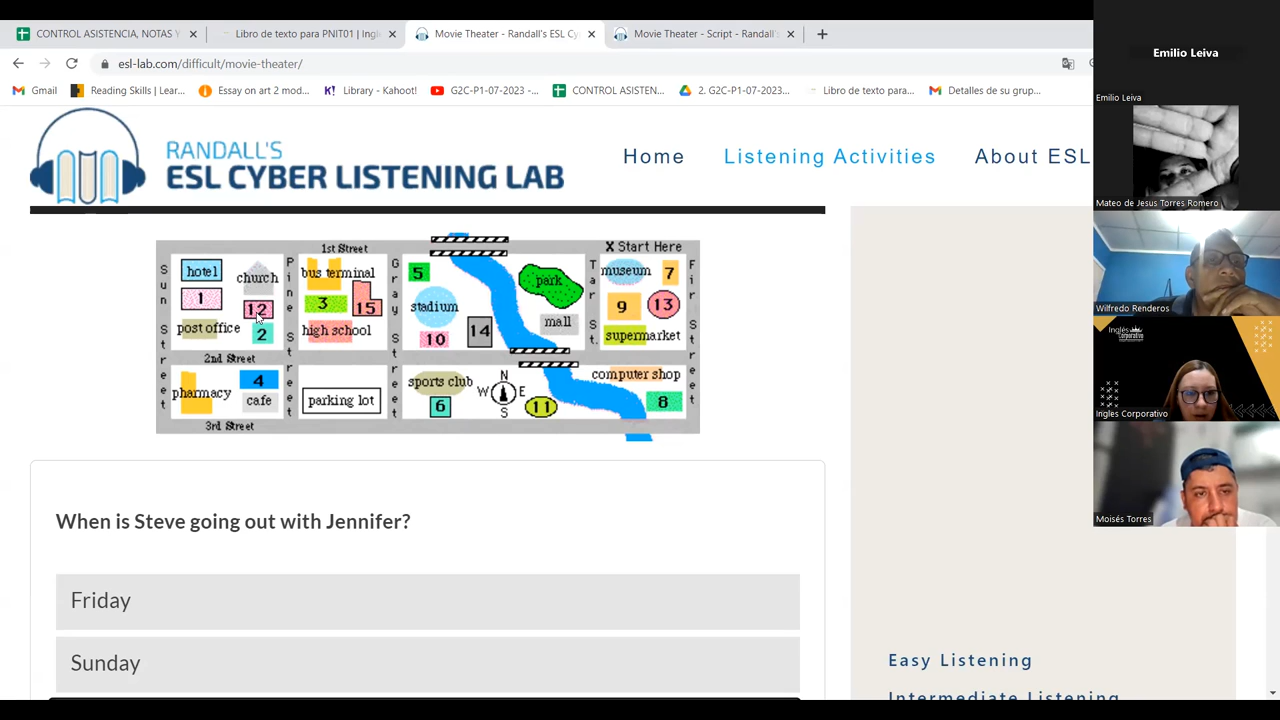 CONTROL ASISTENCIA, NOTAS Y
Libro de texto para PNIT01 | Ingl
Movie Theater - Randall's ESL Cy
Movie Theater - Script - Randall's
esl-lab.com/difficult/movie-theater/
Gmail
Reading Skills | Lear...
Essay on art 2 mod...
Library - Kahoot!
G2C-P1-07-2023 -...
CONTROL ASISTEN...
2. G2C-P1-07-2023...
Libro de texto para...
Detalles de su grup...
RANDALL'S
ESL CYBER LISTENING LAB
Home
Listening Activities
About ESL
1st Street
X Start Here
Sun Street
Pine Street
Gray Street
Tar St.
Fir Street
hotel
church
bus terminal
5
park
museum
7
1
12
3
15
stadium
9
13
post office
2
high school
10
14
mall
supermarket
2nd Street
pharmacy
4
cafe
parking lot
sports club
6
N
W
E
S
11
computer shop
8
3rd Street
When is Steve going out with Jennifer?
Friday
Sunday
Easy Listening
Intermediate Listening
Emilio Leiva
Emilio Leiva
Mateo de Jesus Torres Romero
Wilfredo Renderos
Inglés
Corporativo
Ingles Corporativo
Moisés Torres